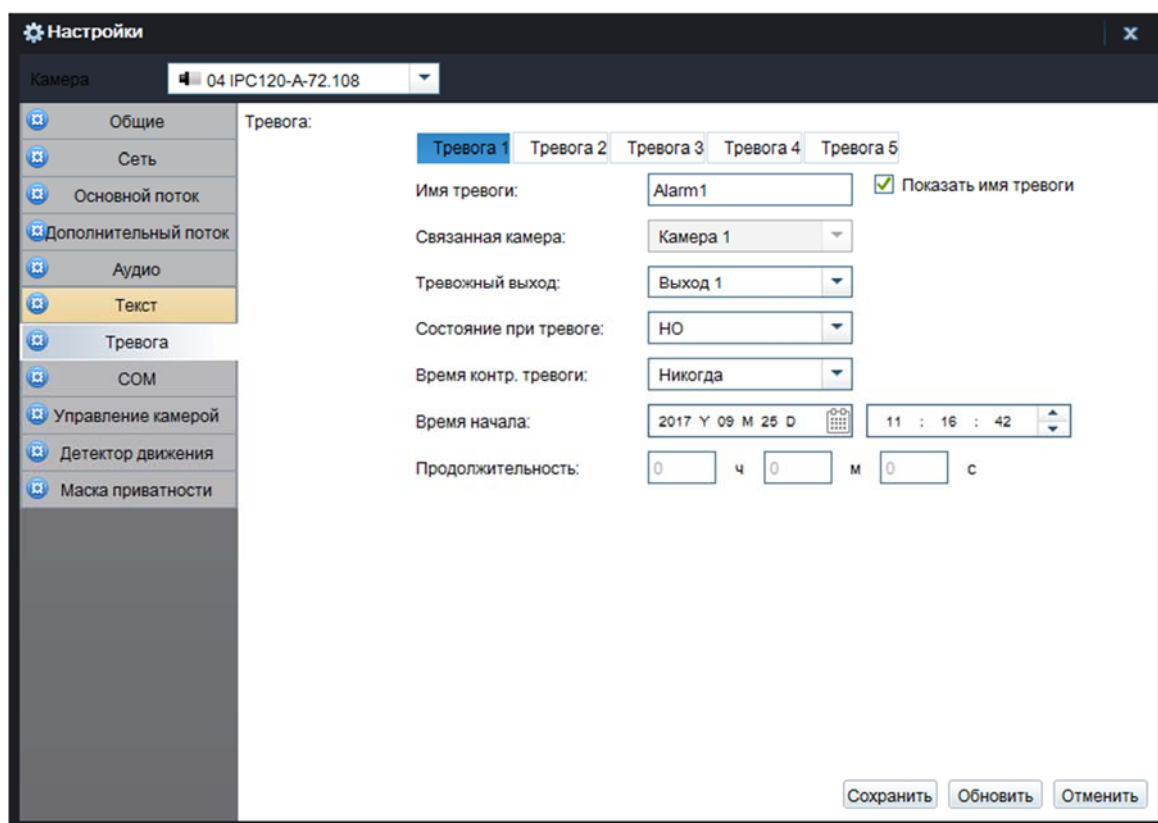 Настройки
x
Камера
04 IPC120-A-72.108
Общие
Сеть
Основной поток
Дополнительный поток
Аудио
Текст
Тревога
COM
Управление камерой
Детектор движения
Маска приватности
Тревога:
Тревога 1 Тревога 2 Тревога 3 Тревога 4 Тревога 5
Имя тревоги: Alarm1 Показать имя тревоги
Связанная камера: Камера 1
Тревожный выход: Выход 1
Состояние при тревоге: НО
Время контр. тревоги: Никогда
Время начала: 2017 Y 09 M 25 D 11 : 16 : 42
Продолжительность: 0 ч 0 м 0 с
Сохранить Обновить Отменить